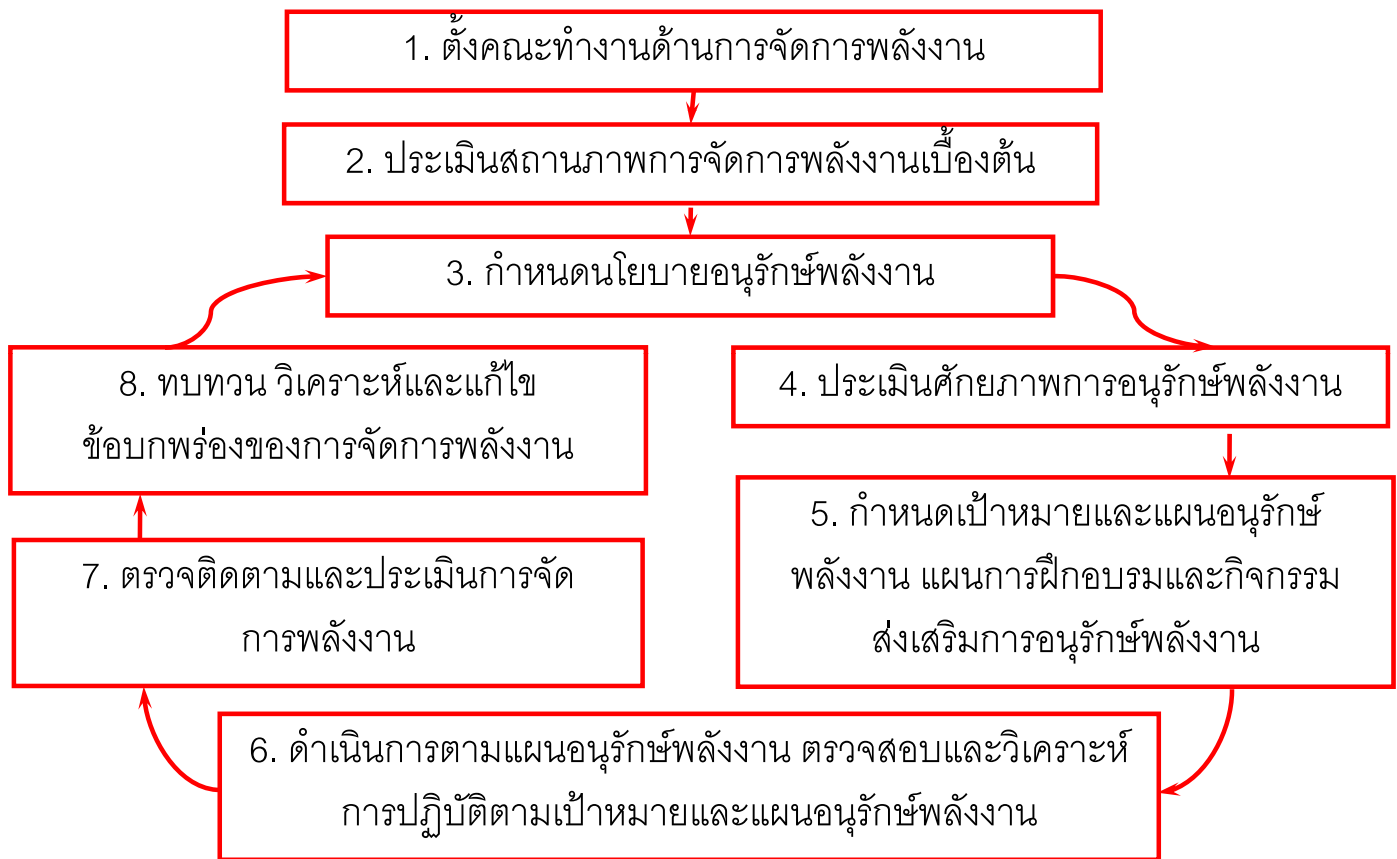 1. ตั้งคณะทำงานด้านการจัดการพลังงาน
2. ประเมินสถานภาพการจัดการพลังงานเบื้องต้น
3. กำหนดนโยบายอนุรักษ์พลังงาน
4. ประเมินศักยภาพการอนุรักษ์พลังงาน
5. กำหนดเป้าหมายและแผนอนุรักษ์
พลังงาน แผนการฝึกอบรมและกิจกรรม
ส่งเสริมการอนุรักษ์พลังงาน
6. ดำเนินการตามแผนอนุรักษ์พลังงาน ตรวจสอบและวิเคราะห์
การปฏิบัติตามเป้าหมายและแผนอนุรักษ์พลังงาน
7. ตรวจติดตามและประเมินการจัด
การพลังงาน
8. ทบทวน วิเคราะห์และแก้ไข
ข้อบกพร่องของการจัดการพลังงาน